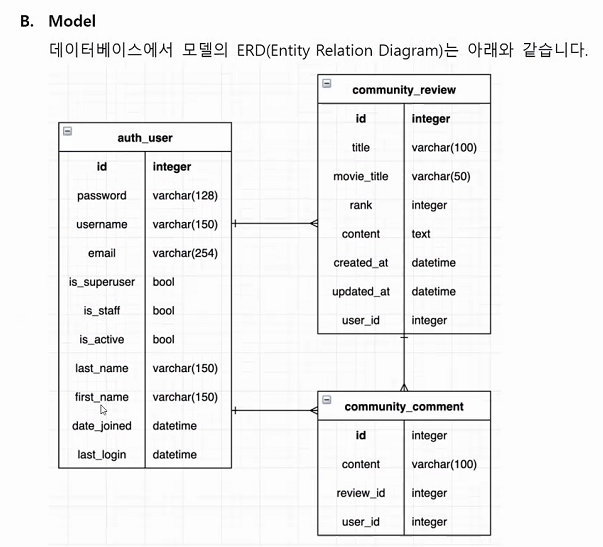 B. Model
데이터베이스에서 모델의 ERD(Entity Relation Diagram)는 아래와 같습니다.
auth_user
id integer
password varchar(128)
username varchar(150)
email varchar(254)
is_superuser bool
is_staff bool
is_active bool
last_name varchar(150)
first_name varchar(150)
date_joined datetime
last_login datetime
community_review
id integer
title varchar(100)
movie_title varchar(50)
rank integer
content text
created_at datetime
updated_at datetime
user_id integer
community_comment
id integer
content varchar(100)
review_id integer
user_id integer